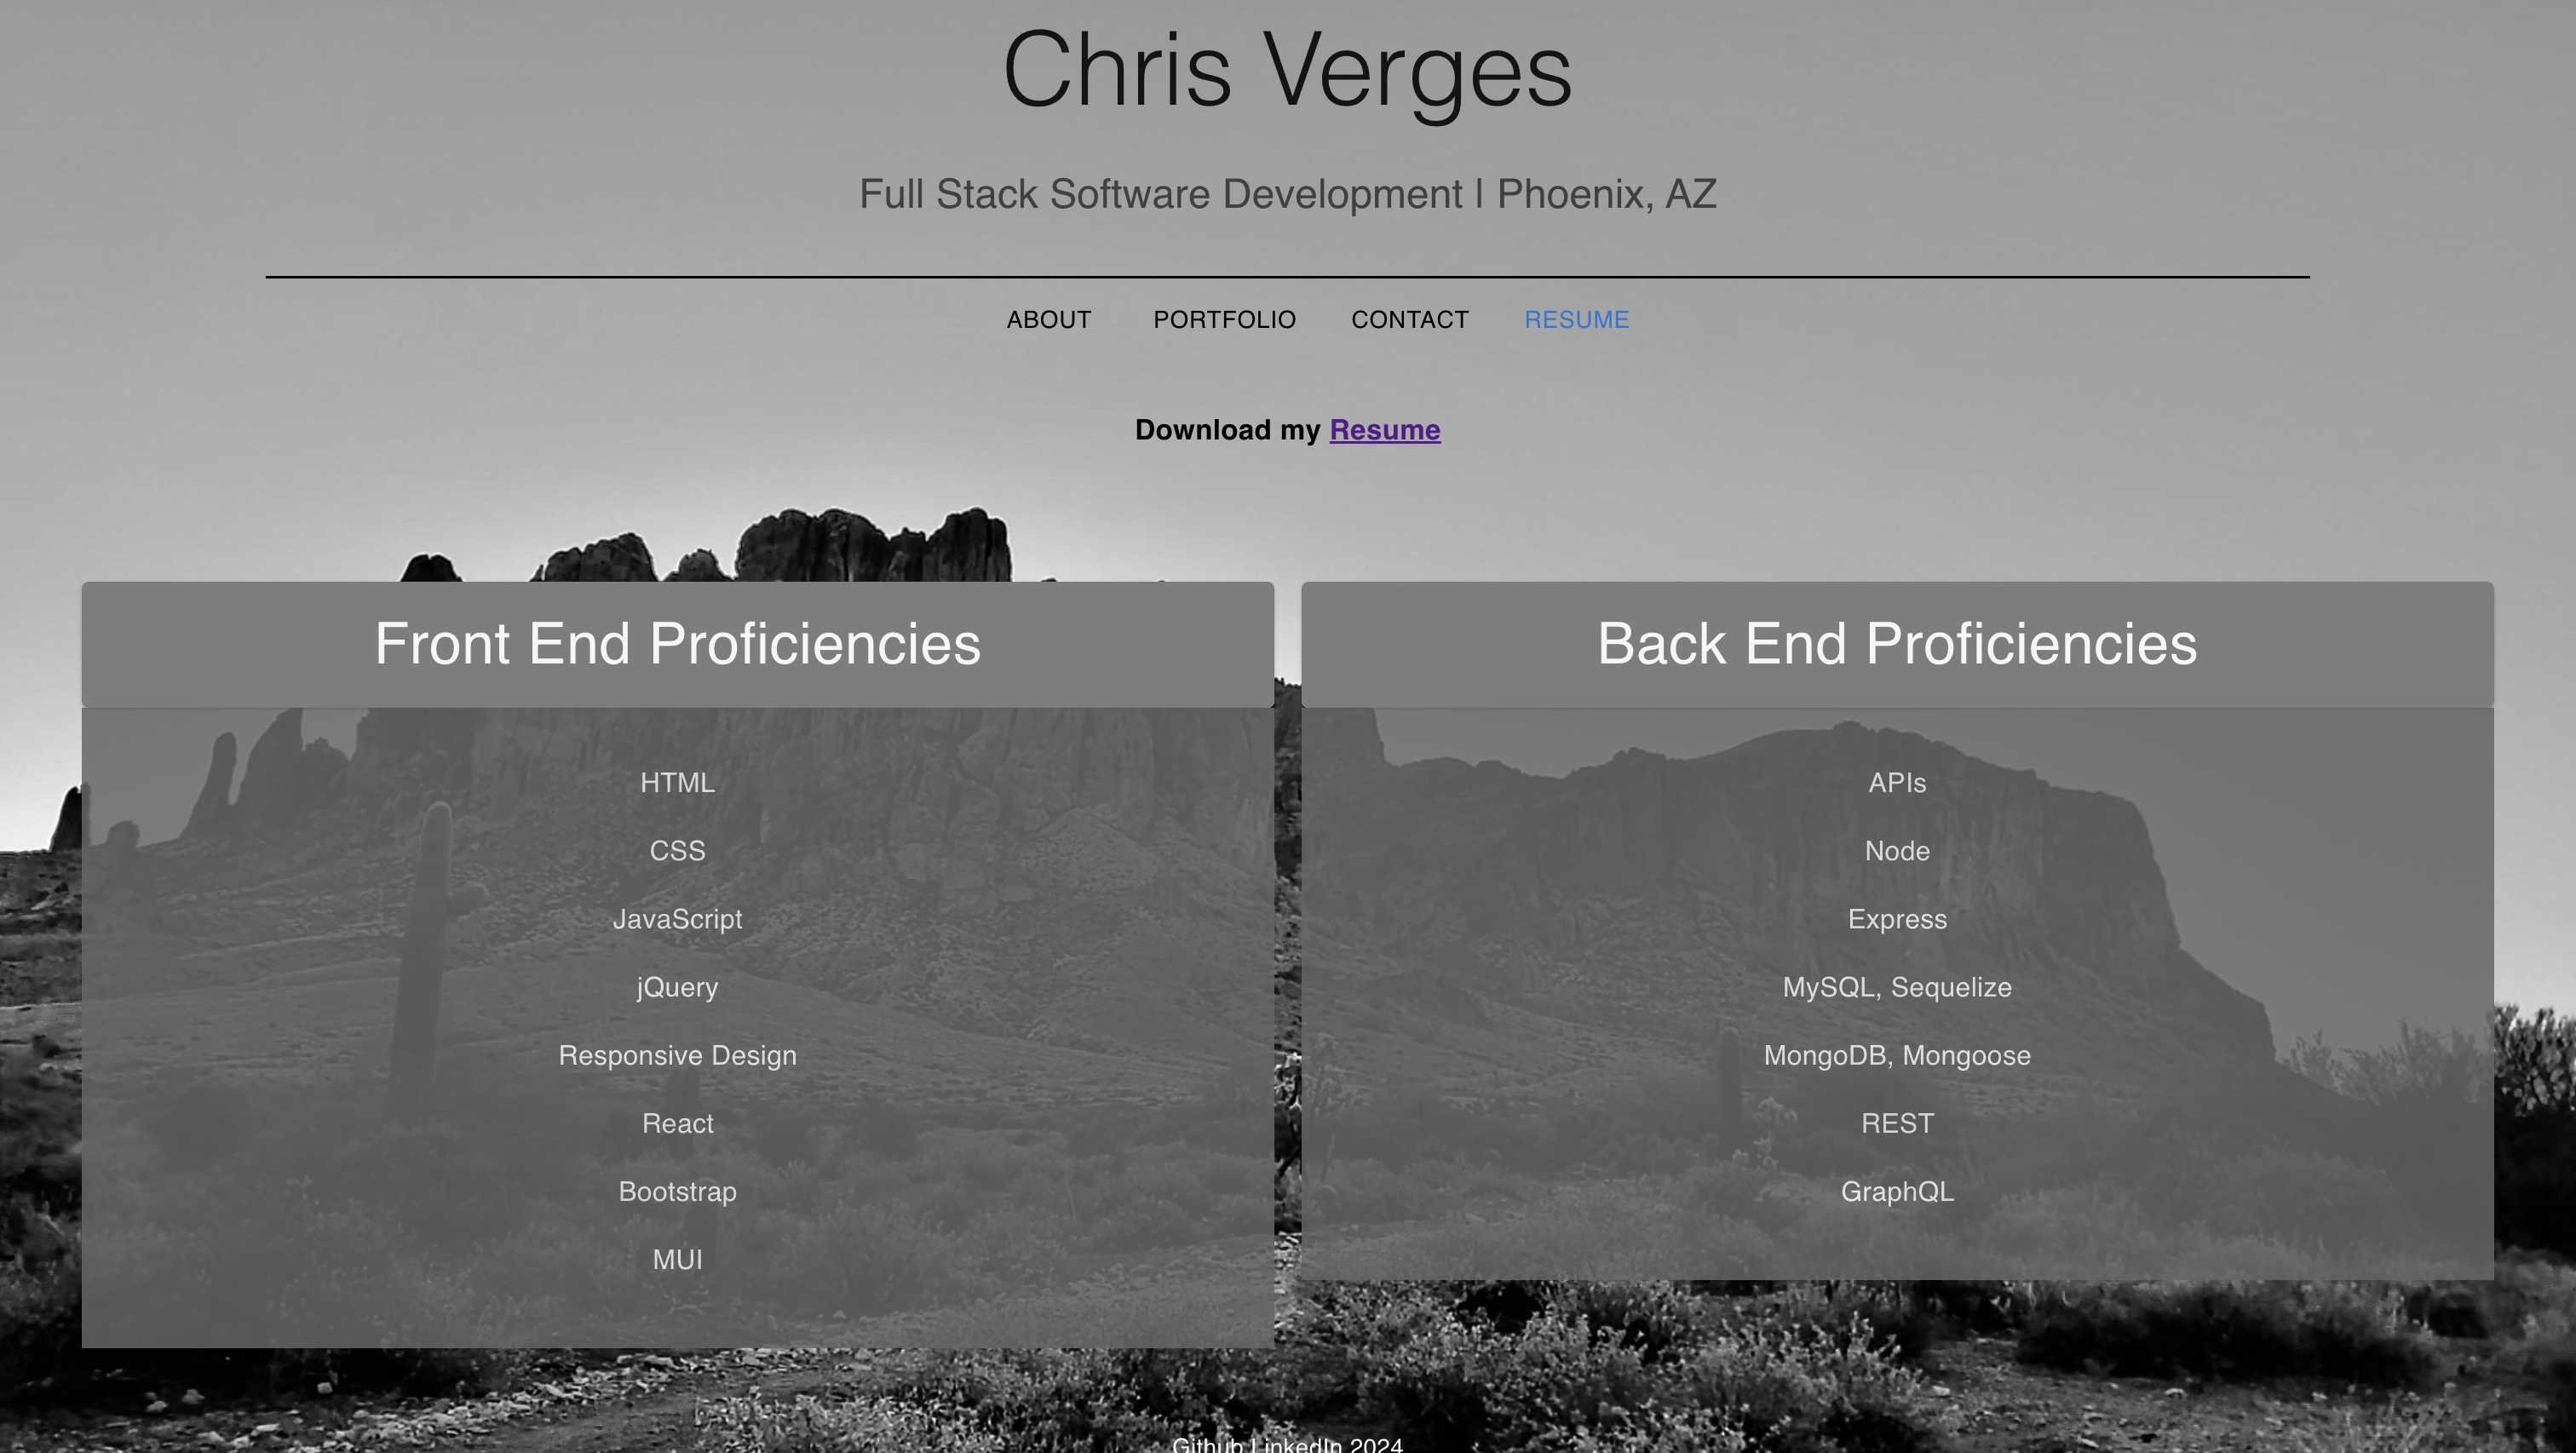 Chris Verges
Full Stack Software Development | Phoenix, AZ
ABOUT PORTFOLIO CONTACT RESUME
Download my Resume
Front End Proficiencies
HTML
CSS
JavaScript
jQuery
Responsive Design
React
Bootstrap
MUI
Back End Proficiencies
APIs
Node
Express
MySQL, Sequelize
MongoDB, Mongoose
REST
GraphQL
Github LinkedIn 2024